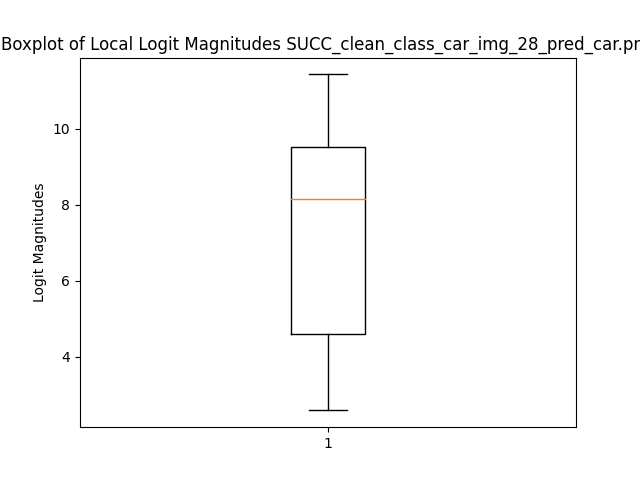 Boxplot of Local Logit Magnitudes SUCC_clean_class_car_img_28_pred_car.pr
10
8
6
4
Logit Magnitudes
1